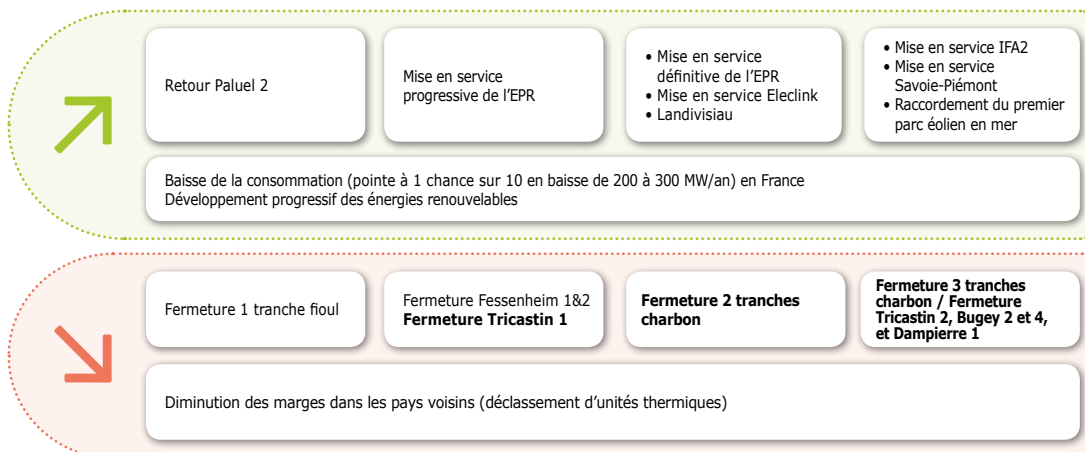 Retour Paluel 2
Mise en service
progressive de l'EPR
• Mise en service
définitive de l'EPR
• Mise en service Eleclink
• Landivisiau
• Mise en service IFA2
• Mise en service
Savoie-Piémont
• Raccordement du premier
parc éolien en mer
Baisse de la consommation (pointe à 1 chance sur 10 en baisse de 200 à 300 MW/an) en France
Développement progressif des énergies renouvelables
Fermeture 1 tranche fioul
Fermeture Fessenheim 1&2
Fermeture Tricastin 1
Fermeture 2 tranches
charbon
Fermeture 3 tranches
charbon / Fermeture
Tricastin 2, Bugey 2 et 4,
et Dampierre 1
Diminution des marges dans les pays voisins (déclassement d'unités thermiques)